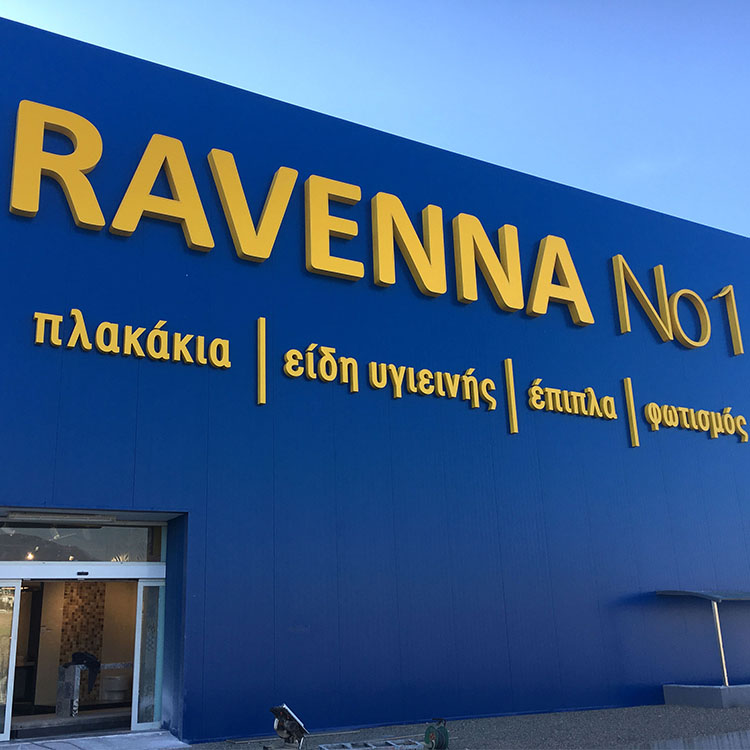 RAVENNA No1
πλακάκια | είδη υγιεινής | έπιπλα | φωτισμός